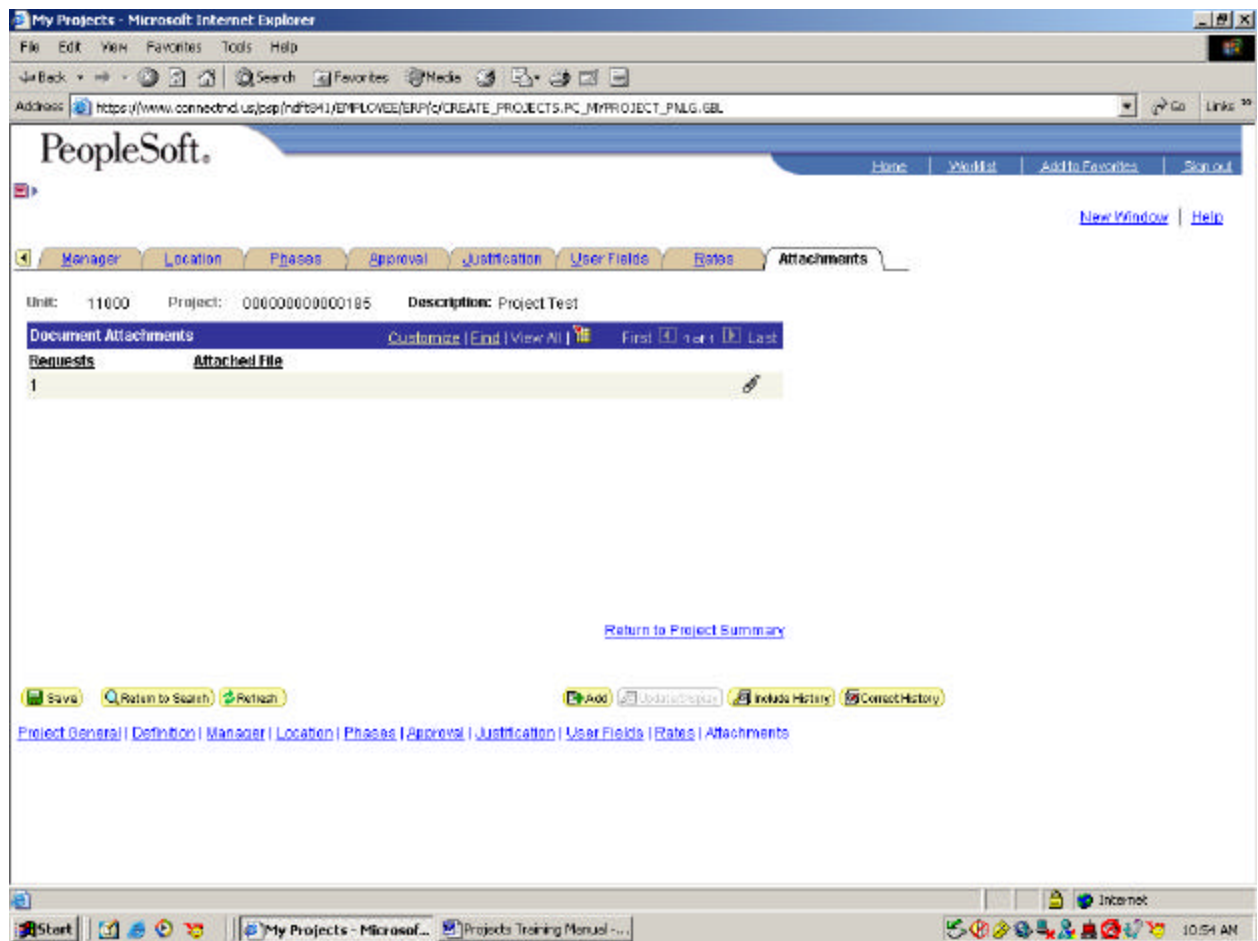 My Projects - Microsoft Internet Explorer
File Edit View Favorites Tools Help
Back Search Favorites Media
Address https://www.connectnd.us/psp/ndft841/EMPLOYEE/ERP/c/CREATE_PROJECTS.PC_MYPROJECT_PNLG.GBL Go Links »
PeopleSoft.
Home | Worklist | Add to Favorites | Sign out
New Window | Help
Manager Location Phases Approval Justification User Fields Rates Attachments
Unit: 11000 Project: 000000000000185 Description: Project Test
Document Attachments Customize | Find | View All | First 1 of 1 Last
Requests Attached File
1
Return to Project Summary
Save Return to Search Refresh Add Update/Display Include History Correct History
Project General | Definition | Manager | Location | Phases | Approval | Justification | User Fields | Rates | Attachments
Internet
Start My Projects - Microsof... Projects Training Manual -... 10:54 AM